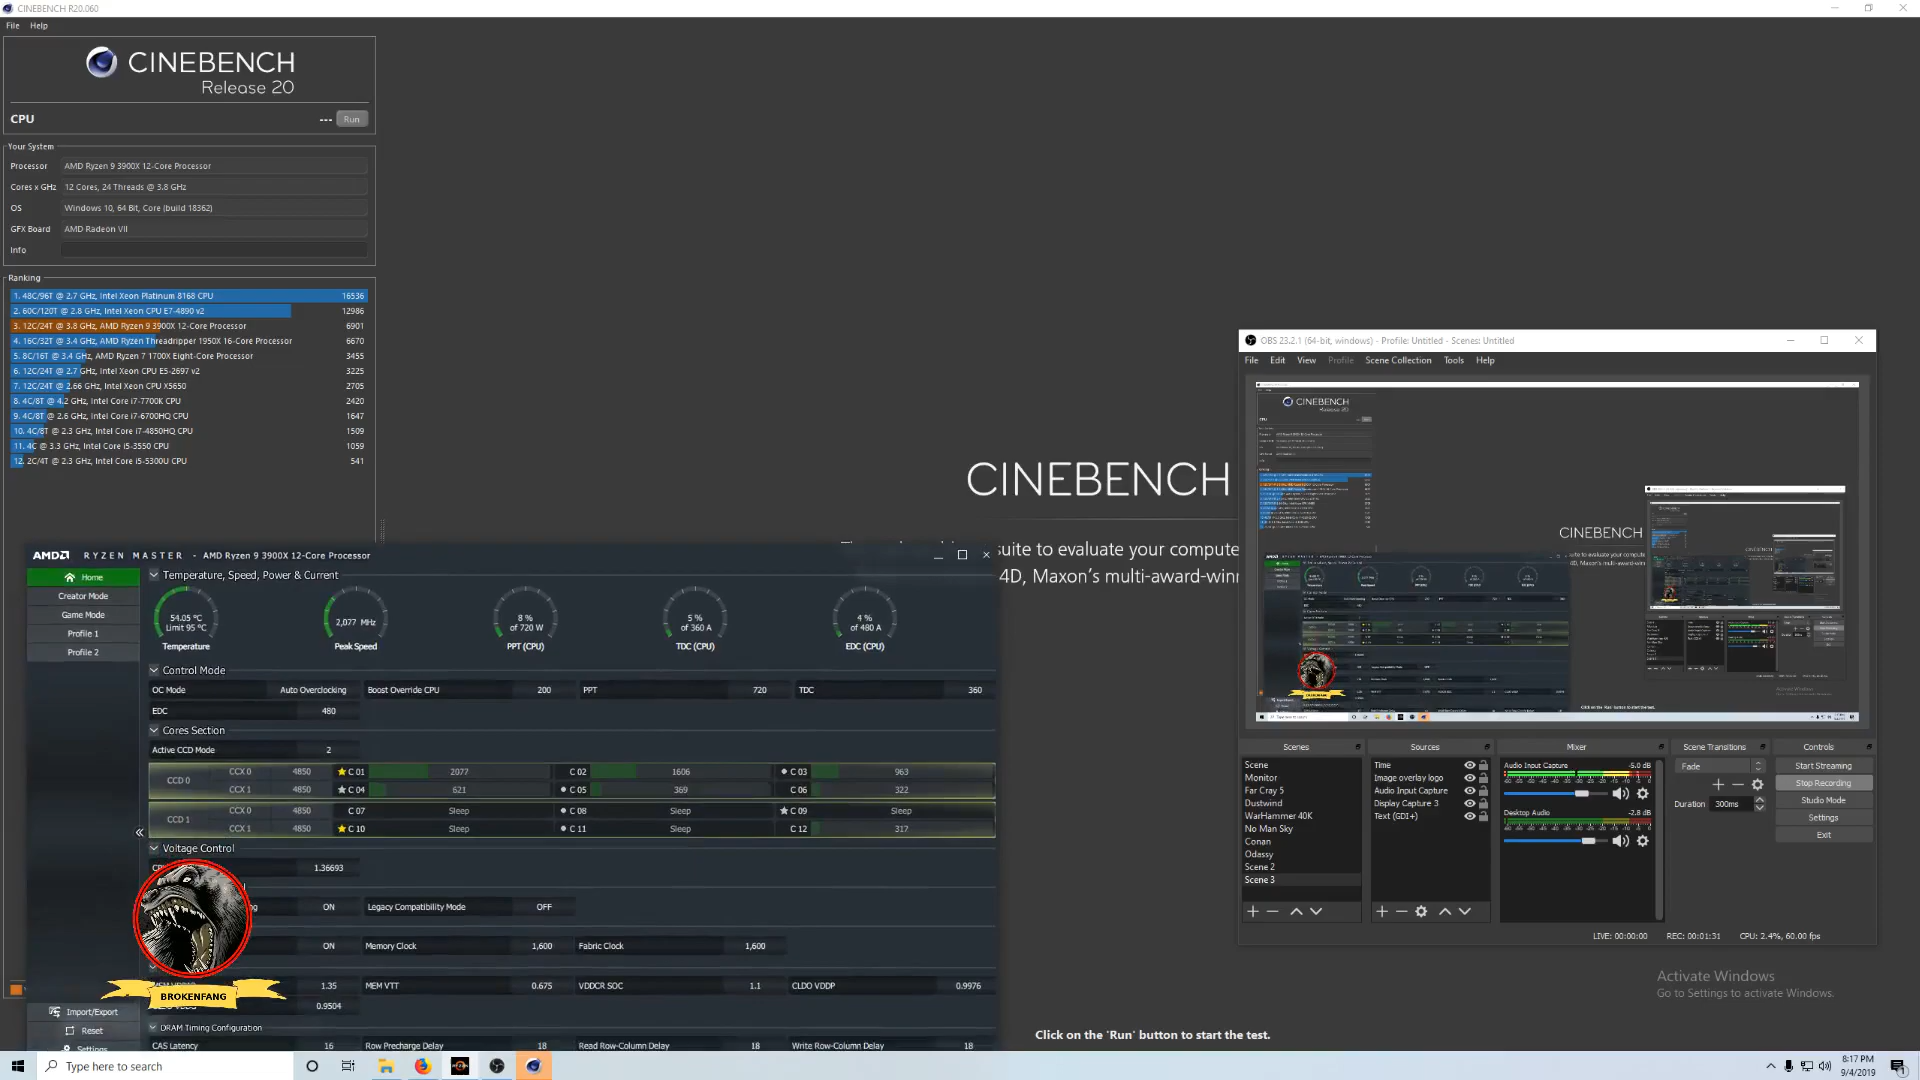 CINEBENCH R20.060
File Help
CINEBENCH
Release 20
CPU --- Run
Your System
Processor AMD Ryzen 9 3900X 12-Core Processor
Cores x GHz 12 Cores, 24 Threads @ 3.8 GHz
OS Windows 10, 64 Bit, Core (build 18362)
GFX Board AMD Radeon VII
Info
Ranking
1. 48C/96T @ 2.7 GHz, Intel Xeon Platinum 8168 CPU 16536
2. 60C/120T @ 2.8 GHz, Intel Xeon CPU E7-4890 v2 12986
3. 12C/24T @ 3.8 GHz, AMD Ryzen 9 3900X 12-Core Processor 6901
4. 16C/32T @ 3.4 GHz, AMD Ryzen Threadripper 1950X 16-Core Processor 6670
5. 8C/16T @ 3.4 GHz, AMD Ryzen 7 1700X Eight-Core Processor 3455
6. 12C/24T @ 2.7 GHz, Intel Xeon CPU E5-2697 v2 3225
7. 12C/24T @ 2.66 GHz, Intel Xeon CPU X5650 2705
8. 4C/8T @ 4.2 GHz, Intel Core i7-7700K CPU 2420
9. 4C/8T @ 2.6 GHz, Intel Core i7-6700HQ CPU 1647
10. 4C/8T @ 2.3 GHz, Intel Core i7-4850HQ CPU 1509
11. 4C @ 3.3 GHz, Intel Core i5-3550 CPU 1059
12. 2C/4T @ 2.3 GHz, Intel Core i5-5300U CPU 541
CINEBENCH
suite to evaluate your compute
4D, Maxon's multi-award-winn
AMD RYZEN MASTER - AMD Ryzen 9 3900X 12-Core Processor
Home
Creator Mode
Game Mode
Profile 1
Profile 2
Import/Export
Reset
Settings
Temperature, Speed, Power & Current
54.05 °C 2,077 MHz 8 % 5 % 4 %
Limit 95 °C of 720 W of 360 A of 480 A
Temperature Peak Speed PPT (CPU) TDC (CPU) EDC (CPU)
Control Mode
OC Mode Auto Overclocking Boost Override CPU 200 PPT 720 TDC 360
EDC 480
Cores Section
Active CCD Mode 2
CCD 0 CCX 0 4850 C 01 2077 C 02 1606 C 03 963
CCX 1 4850 C 04 621 C 05 369 C 06 322
CCD 1 CCX 0 4850 C 07 Sleep C 08 Sleep C 09 Sleep
CCX 1 4850 C 10 Sleep C 11 Sleep C 12 317
Voltage Control
1.36693
ON Legacy Compatibility Mode OFF
ON Memory Clock 1,600 Fabric Clock 1,600
1.35 MEM VTT 0.675 VDDCR SOC 1.1 CLDO VDDP 0.9976
0.9504
DRAM Timing Configuration
CAS Latency 16 Row Precharge Delay 18 Read Row-Column Delay 18 Write Row-Column Delay 18
BROKENFANG
OBS 23.2.1 (64-bit, windows) - Profile: Untitled - Scenes: Untitled
File Edit View Profile Scene Collection Tools Help
CINEBENCH
Release 20
CINEBENCH
Scenes Sources Mixer Scene Transitions Controls
Scene
Monitor
Far Cray 5
Dustwind
WarHammer 40K
No Man Sky
Conan
Odassy
Scene 2
Scene 3
Time
Image overlay logo
Audio Input Capture
Display Capture 3
Text (GDI+)
Audio Input Capture -5.0 dB
Desktop Audio -2.8 dB
Fade
Duration 300ms
Start Streaming
Stop Recording
Studio Mode
Settings
Exit
LIVE: 00:00:00 REC: 00:01:31 CPU: 2.4%, 60.00 fps
Activate Windows
Go to Settings to activate Windows.
Click on the "Run" button to start the test.
Type here to search
8:17 PM
9/4/2019